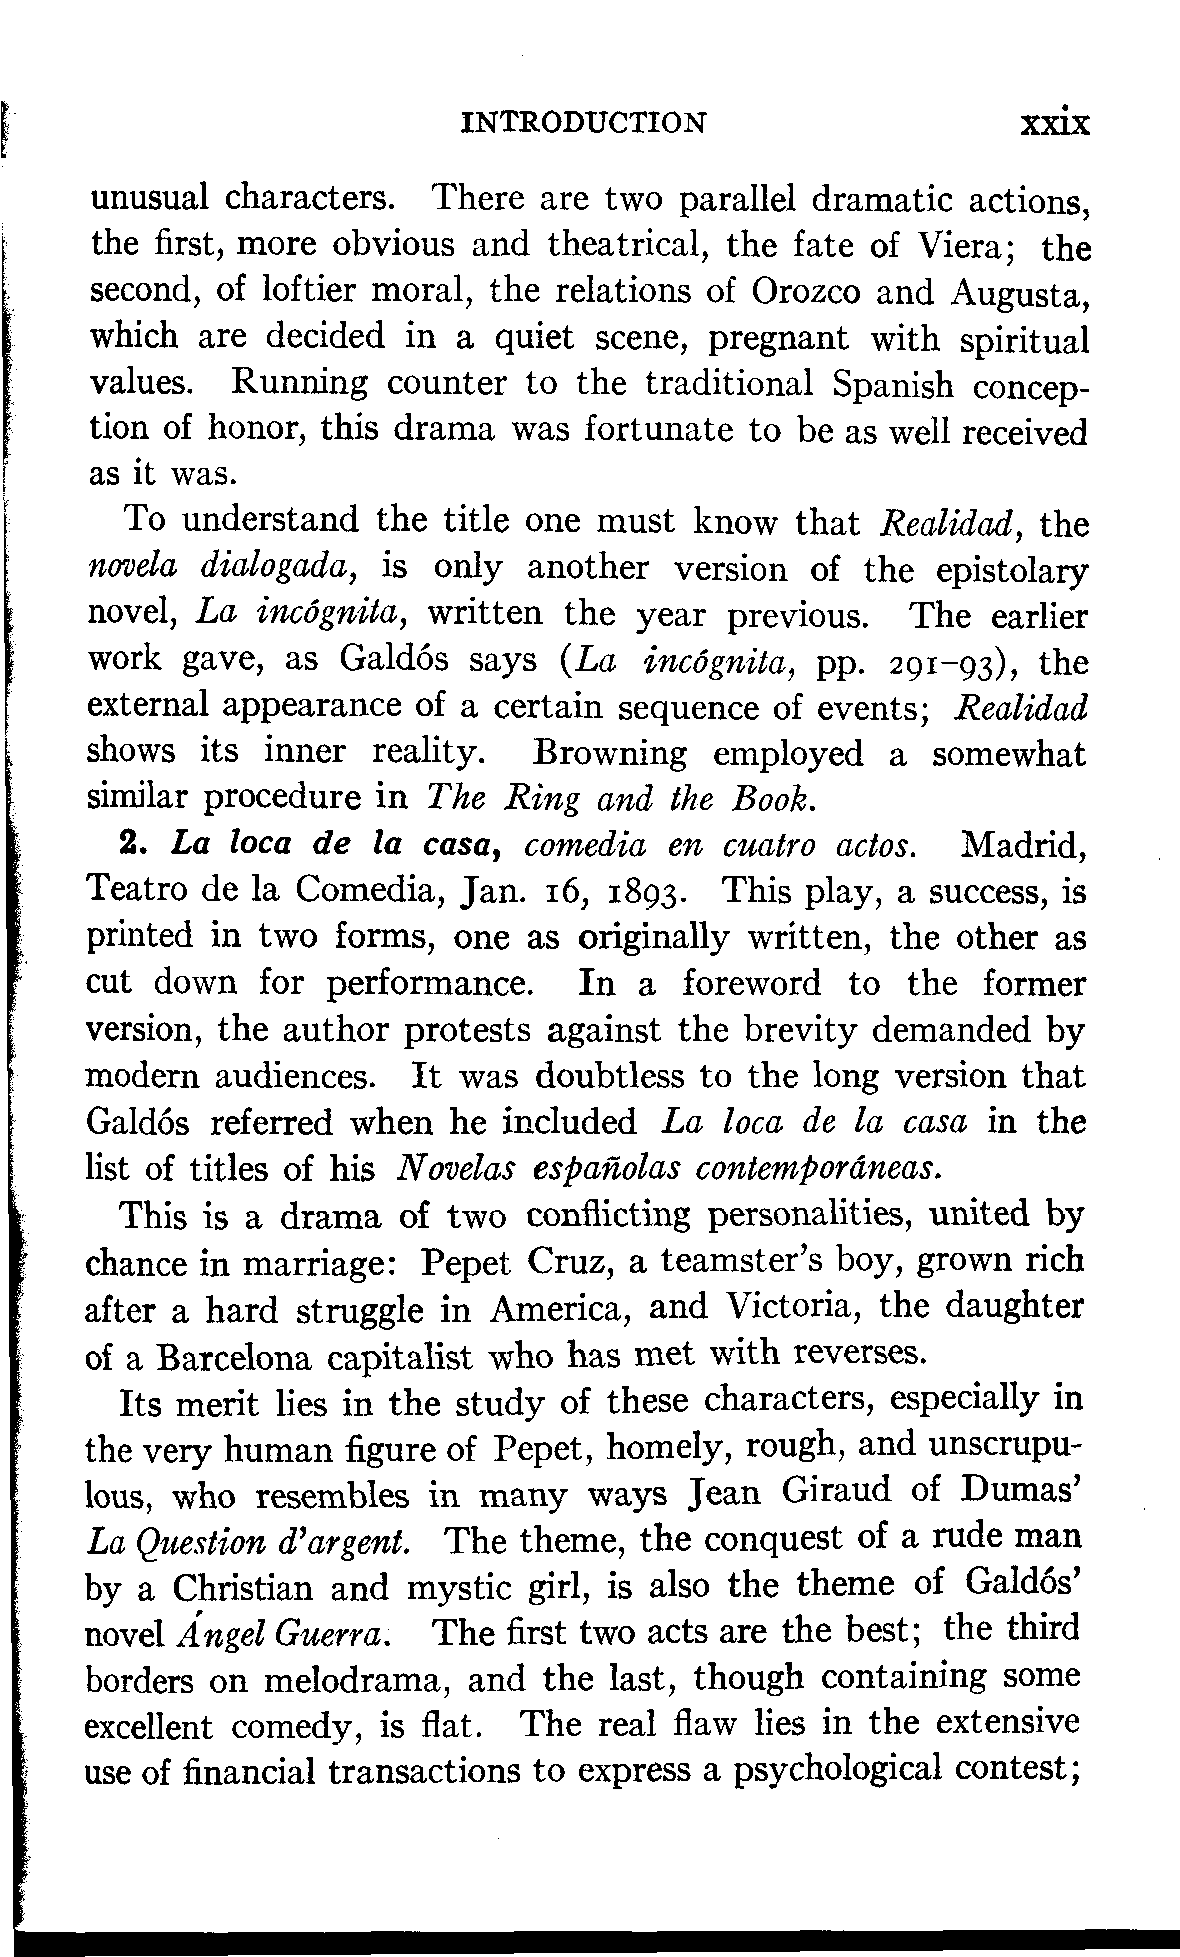 INTRODUCTION xxix
unusual characters. There are two parallel dramatic actions,
the first, more obvious and theatrical, the fate of Viera; the
second, of loftier moral, the relations of Orozco and Augusta,
which are decided in a quiet scene, pregnant with spiritual
values. Running counter to the traditional Spanish concep-
tion of honor, this drama was fortunate to be as well received
as it was.
To understand the title one must know that Realidad, the
novela dialogada, is only another version of the epistolary
novel, La incógnita, written the year previous. The earlier
work gave, as Galdós says (La incógnita, pp. 291–93), the
external appearance of a certain sequence of events; Realidad
shows its inner reality. Browning employed a somewhat
similar procedure in The Ring and the Book.
2. La loca de la casa, comedia en cuatro actos. Madrid,
Teatro de la Comedia, Jan. 16, 1893. This play, a success, is
printed in two forms, one as originally written, the other as
cut down for performance. In a foreword to the former
version, the author protests against the brevity demanded by
modern audiences. It was doubtless to the long version that
Galdós referred when he included La loca de la casa in the
list of titles of his Novelas españolas contemporáneas.
This is a drama of two conflicting personalities, united by
chance in marriage: Pepet Cruz, a teamster's boy, grown rich
after a hard struggle in America, and Victoria, the daughter
of a Barcelona capitalist who has met with reverses.
Its merit lies in the study of these characters, especially in
the very human figure of Pepet, homely, rough, and unscrupu-
lous, who resembles in many ways Jean Giraud of Dumas'
La Question d'argent. The theme, the conquest of a rude man
by a Christian and mystic girl, is also the theme of Galdós'
novel Ángel Guerra. The first two acts are the best; the third
borders on melodrama, and the last, though containing some
excellent comedy, is flat. The real flaw lies in the extensive
use of financial transactions to express a psychological contest;